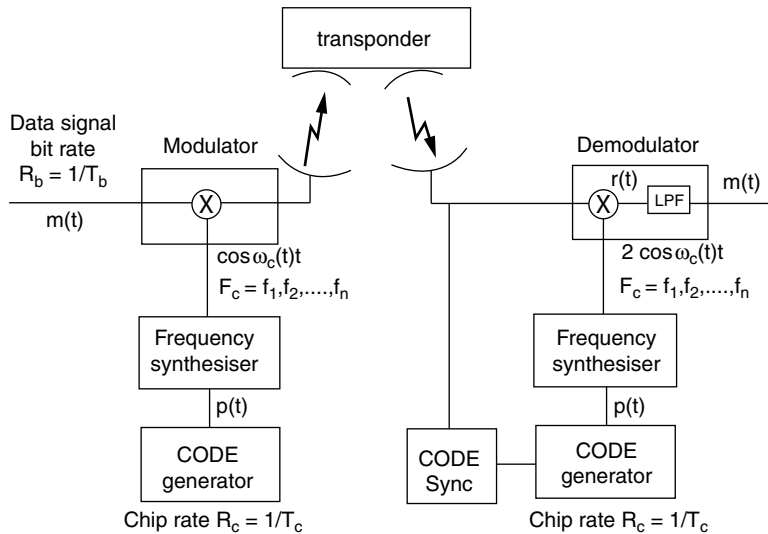 transponder
Data signal
bit rate
R_b = 1/T_b
m(t)
Modulator
X
cos ω_c(t)t
F_c = f_1,f_2,....,f_n
Frequency
synthesiser
p(t)
CODE
generator
Chip rate R_c = 1/T_c
Demodulator
X
r(t)
LPF
m(t)
2 cos ω_c(t)t
F_c = f_1,f_2,....,f_n
Frequency
synthesiser
p(t)
CODE
Sync
CODE
generator
Chip rate R_c = 1/T_c